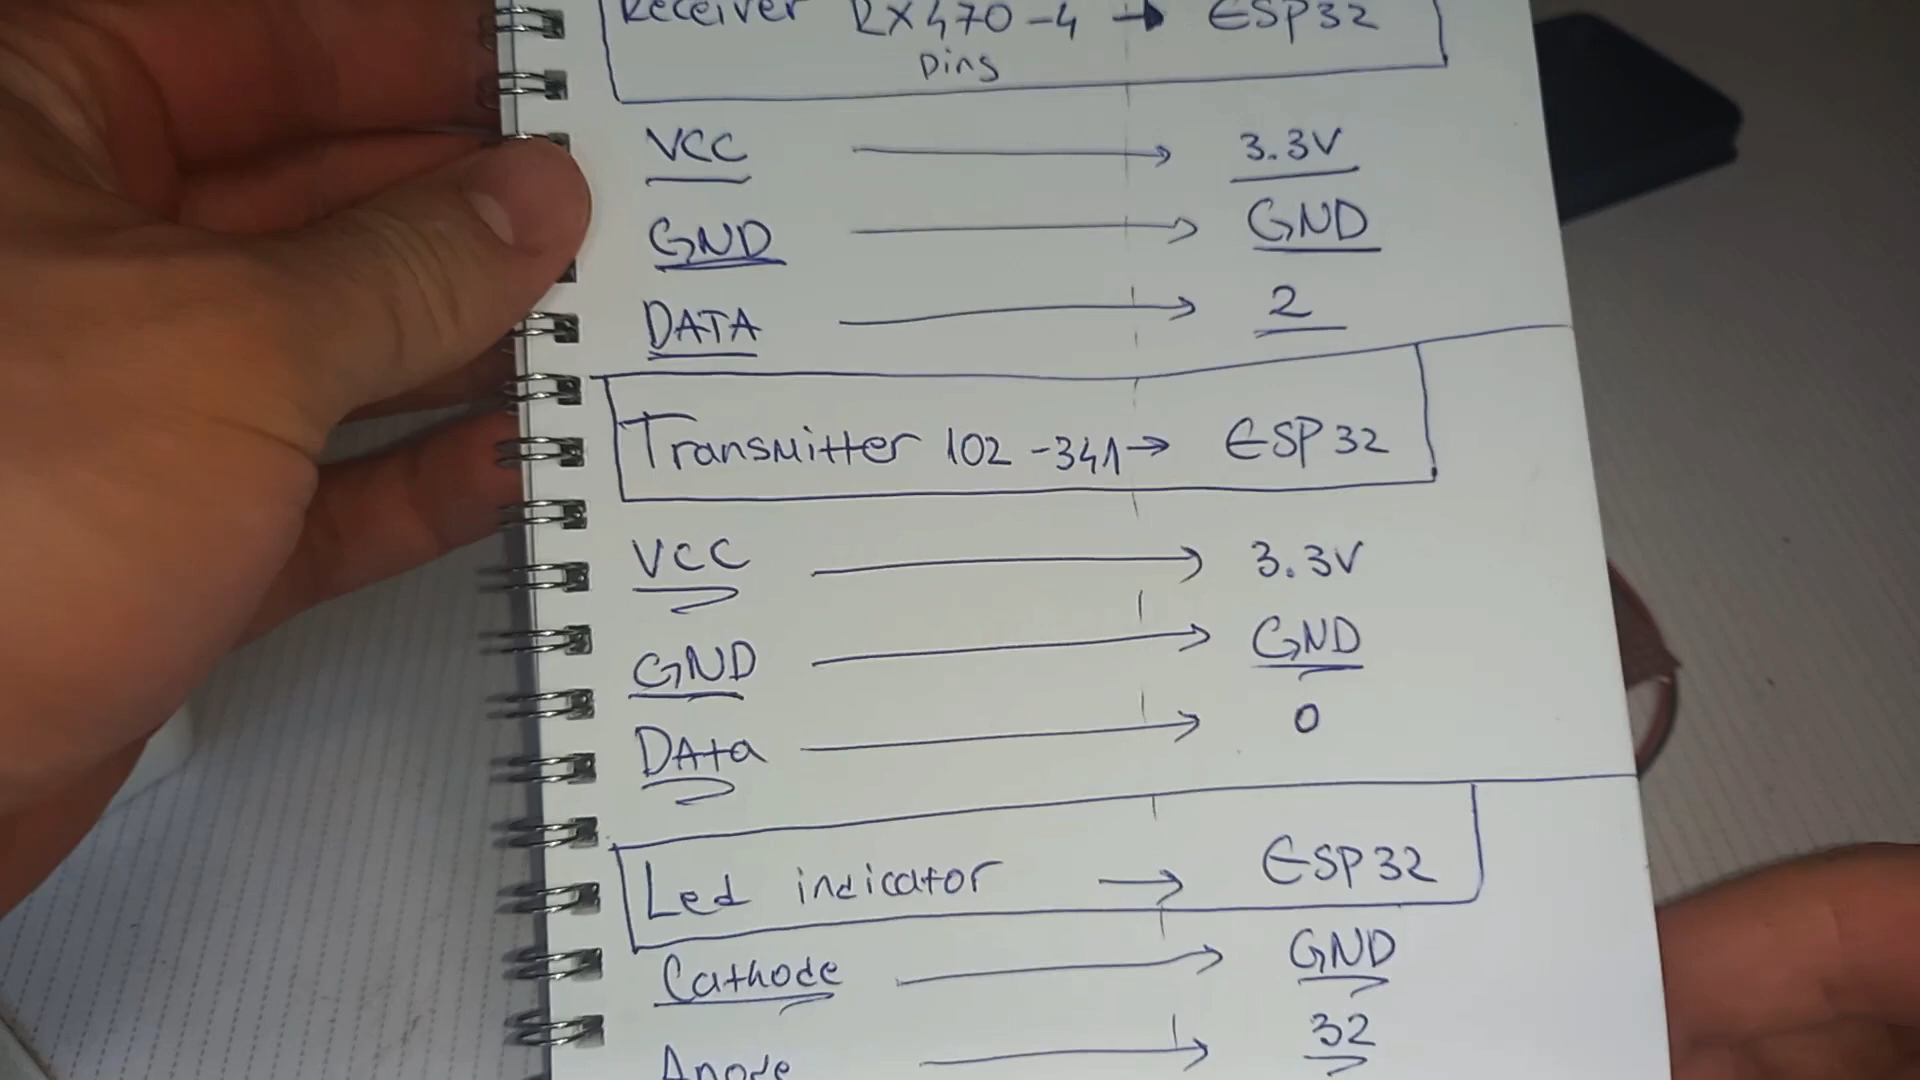 Receiver RX470-4 → ESP32
Pins
VCC → 3.3V
GND → GND
DATA → 2
Transmitter 102-341 → ESP32
VCC → 3.3V
GND → GND
DAta → 0
Led indicator → ESP32
Cathode → GND
Anode → 32